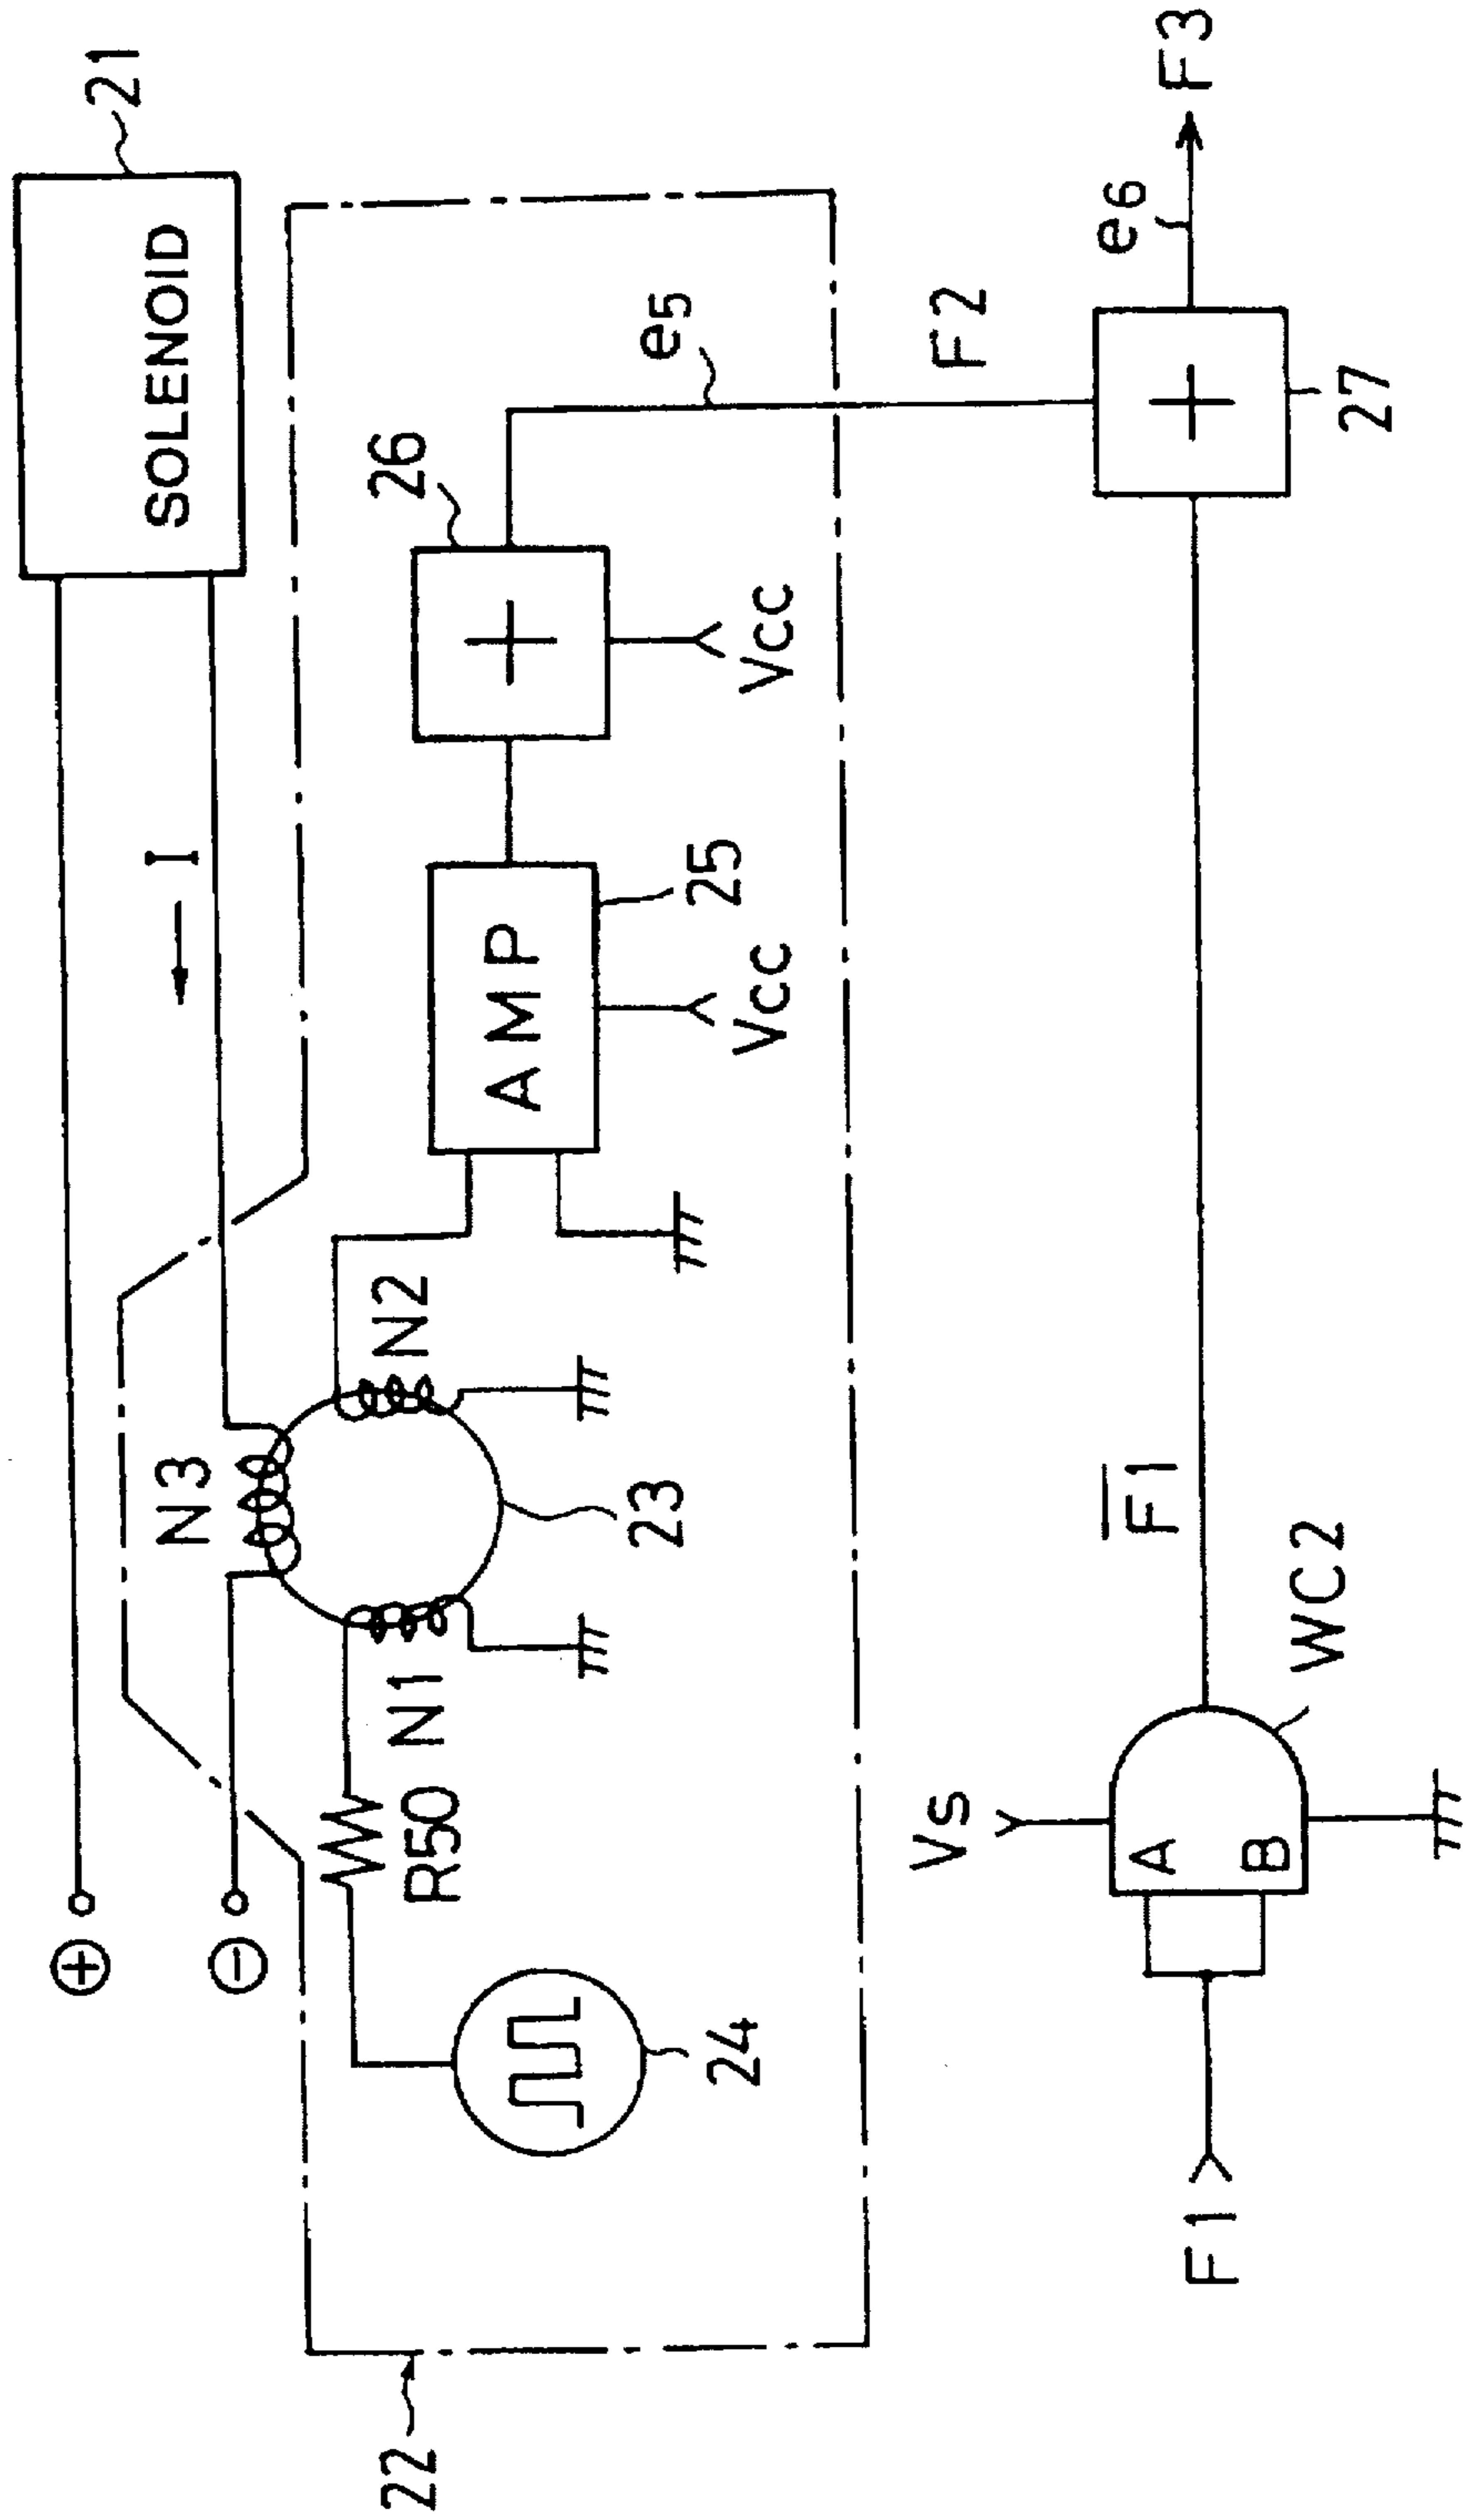 SOLENOID
21
⊕
⊖
I
N3
22
24
R50
N1
23
N2
AMP
25
Vcc
26
Vcc
e5
F2
F1
A
B
Vs
WC2
F1
27
e6
F3